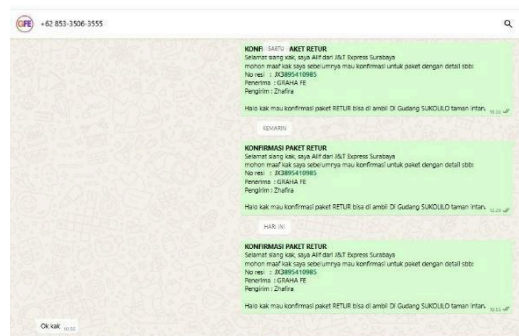 GFE
+62 853-3506-3555
KONFI SABTU AKET RETUR
Selamat siang kak, saya Alif dari J&T Express Surabaya
mohon maaf kak saya sebelumnya mau konfirmasi untuk paket dengan detail sbb:
No resi : JX3895410985
Penerima : GRAHA FE
Pengirim : Zhafira
Halo kak mau konfirmasi paket RETUR bisa di ambil Di Gudang SUKOLILO taman intan.
KEMARIN
KONFIRMASI PAKET RETUR
Selamat siang kak, saya Alif dari J&T Express Surabaya
mohon maaf kak saya sebelumnya mau konfirmasi untuk paket dengan detail sbb:
No resi : JX3895410985
Penerima : GRAHA FE
Pengirim : Zhafira
Halo kak mau konfirmasi paket RETUR bisa di ambil Di Gudang SUKOLILO taman intan.
HARI INI
KONFIRMASI PAKET RETUR
Selamat siang kak, saya Alif dari J&T Express Surabaya
mohon maaf kak saya sebelumnya mau konfirmasi untuk paket dengan detail sbb:
No resi : JX3895410985
Penerima : GRAHA FE
Pengirim : Zhafira
Halo kak mau konfirmasi paket RETUR bisa di ambil Di Gudang SUKOLILO taman intan.
Ok kak